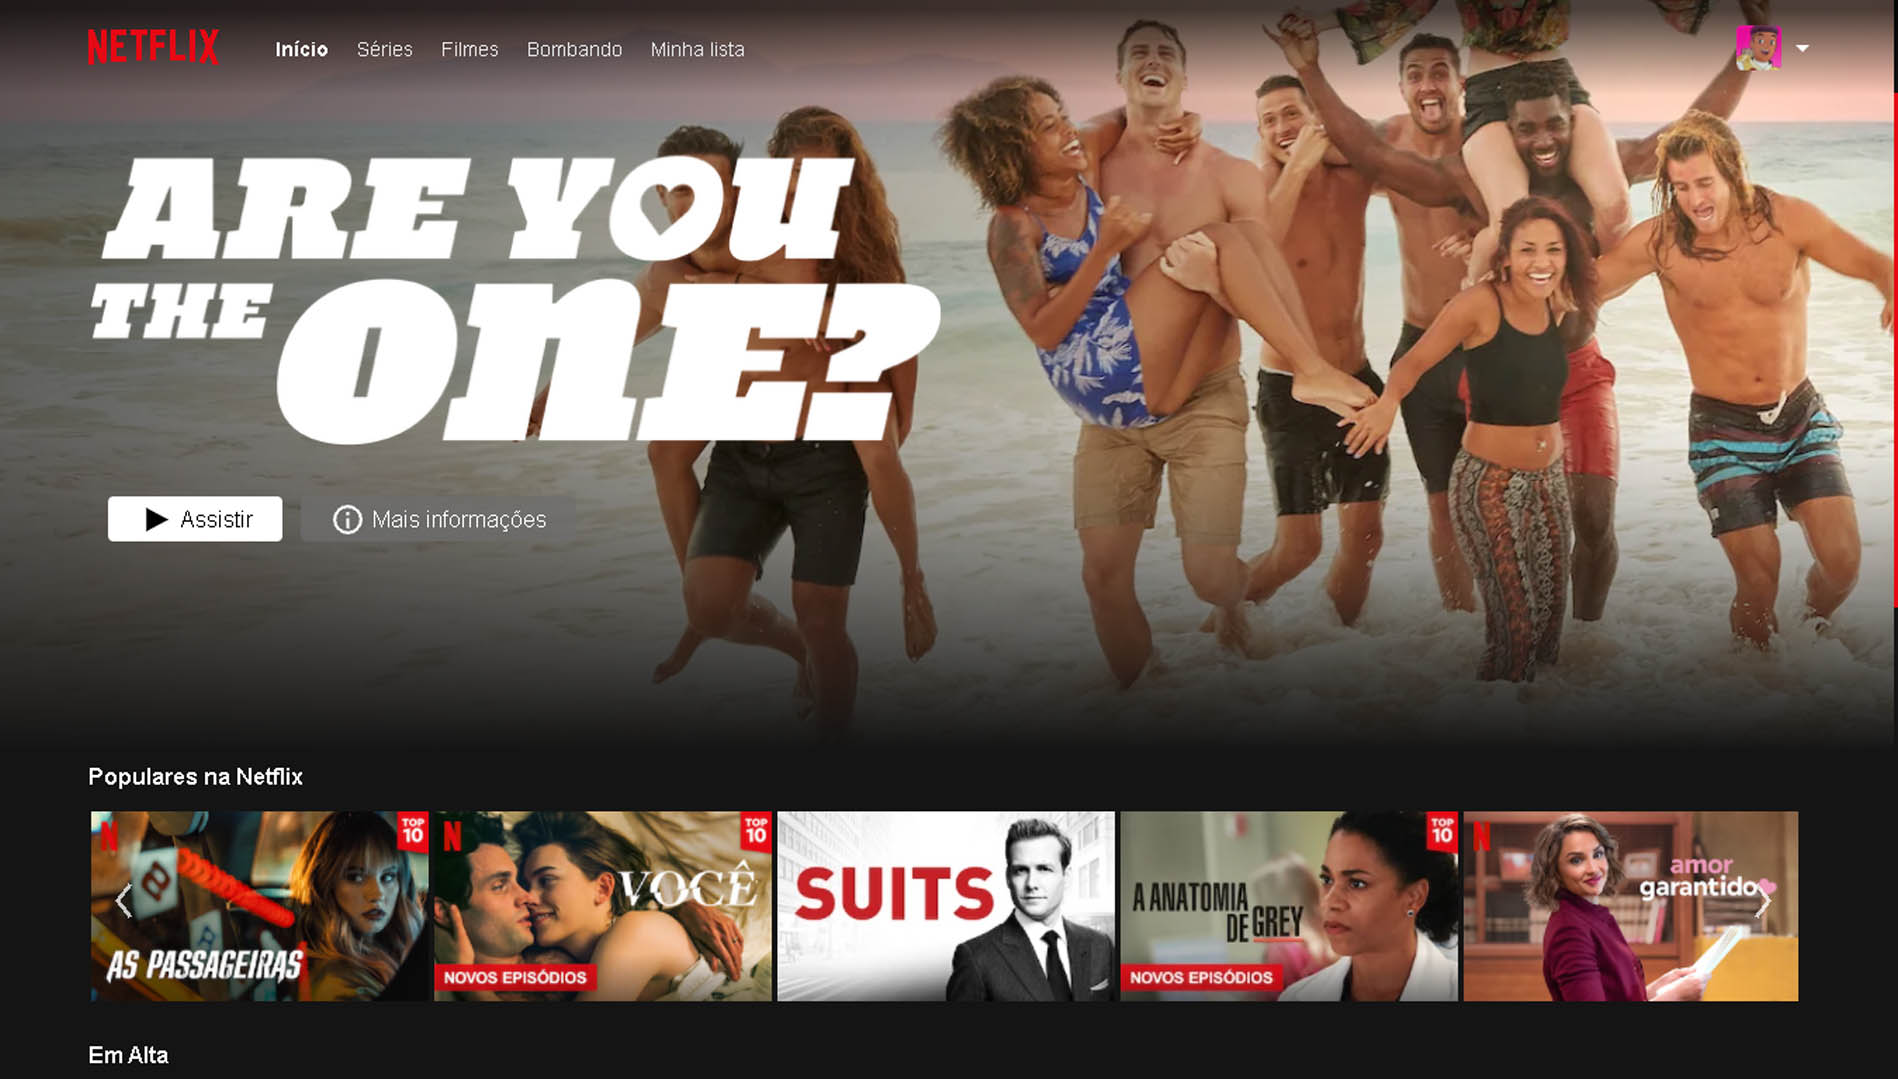 NETFLIX
Início Séries Filmes Bombando Minha lista
ARE YOU
THE ONE?
Assistir
Mais informações
Populares na Netflix
N
TOP 10
AS PASSAGEIRAS
N
TOP 10
VOCÊ
NOVOS EPISÓDIOS
SUITS
TOP 10
A ANATOMIA
DE GREY
NOVOS EPISÓDIOS
N
amor
garantido
Em Alta